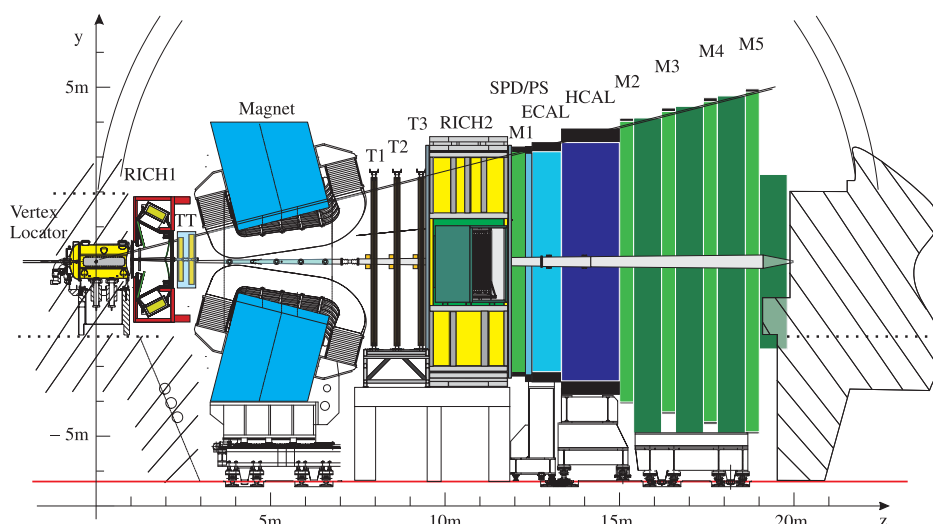 y
5m
Magnet
SPD/PS
ECAL
HCAL
M1
M2
M3
M4
M5
T1
T2
T3
RICH2
RICH1
TT
Vertex
Locator
− 5m
5m
10m
15m
20m
z